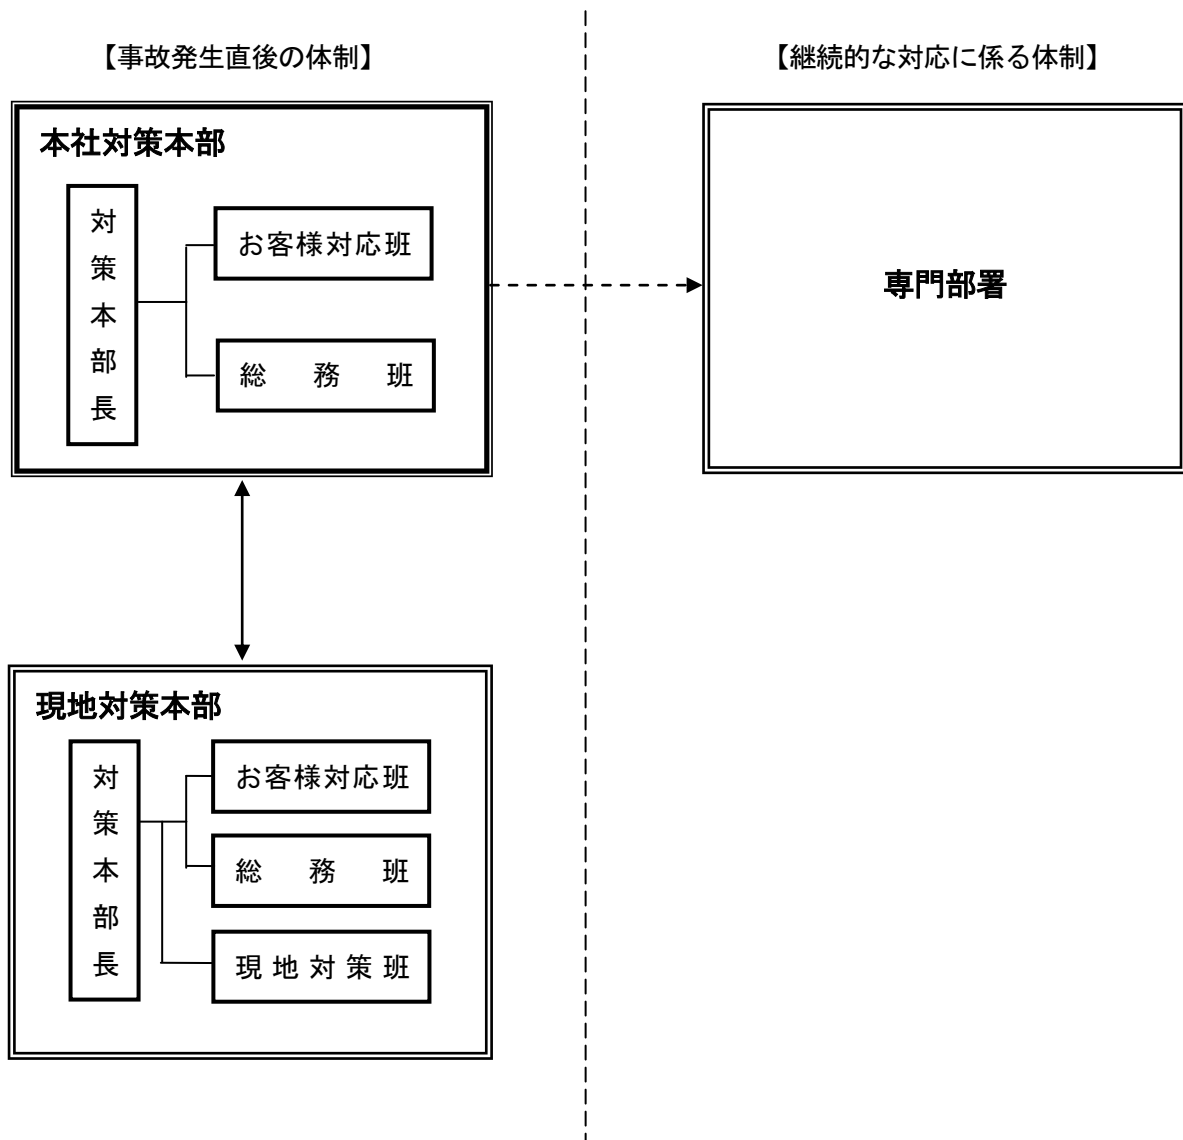 【事故発生直後の体制】
【継続的な対応に係る体制】
本社対策本部
対策本部長
お客様対応班
総務班
専門部署
現地対策本部
対策本部長
お客様対応班
総務班
現地対策班